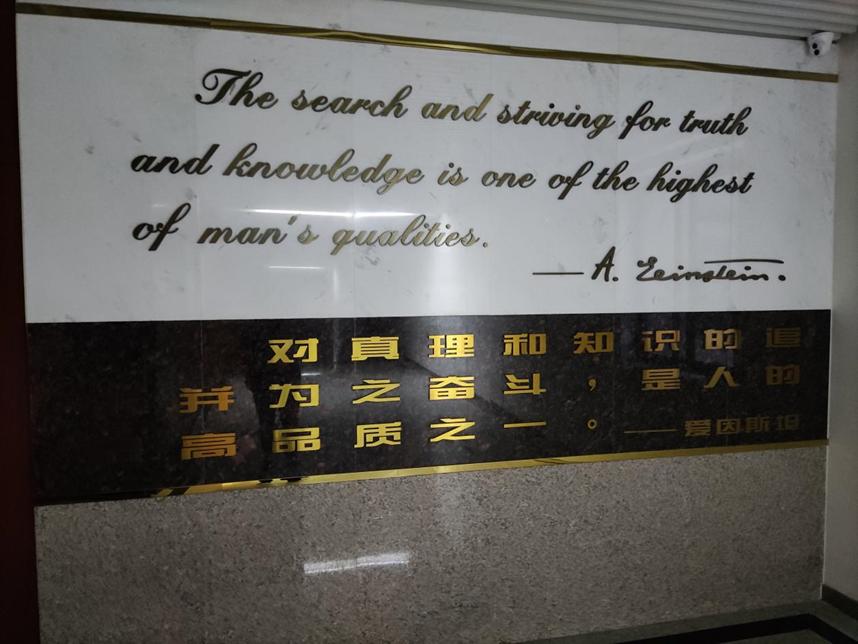 The search and striving for truth
and knowledge is one of the highest
of man's qualities.
— A. Einstein.
对真理和知识的追
并为之奋斗，是人的
高品质之一。——爱因斯坦